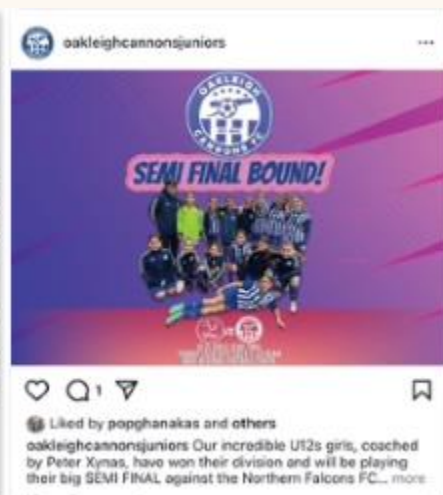 oakleighcannonsjuniors
OAKLEIGH
CANNONS FC
SEMI FINAL BOUND!
1
Liked by popghanakas and others
oakleighcannonsjuniors Our incredible U12s girls, coached
by Peter Xynas, have won their division and will be playing
their big SEMI FINAL against the Northern Falcons FC... more